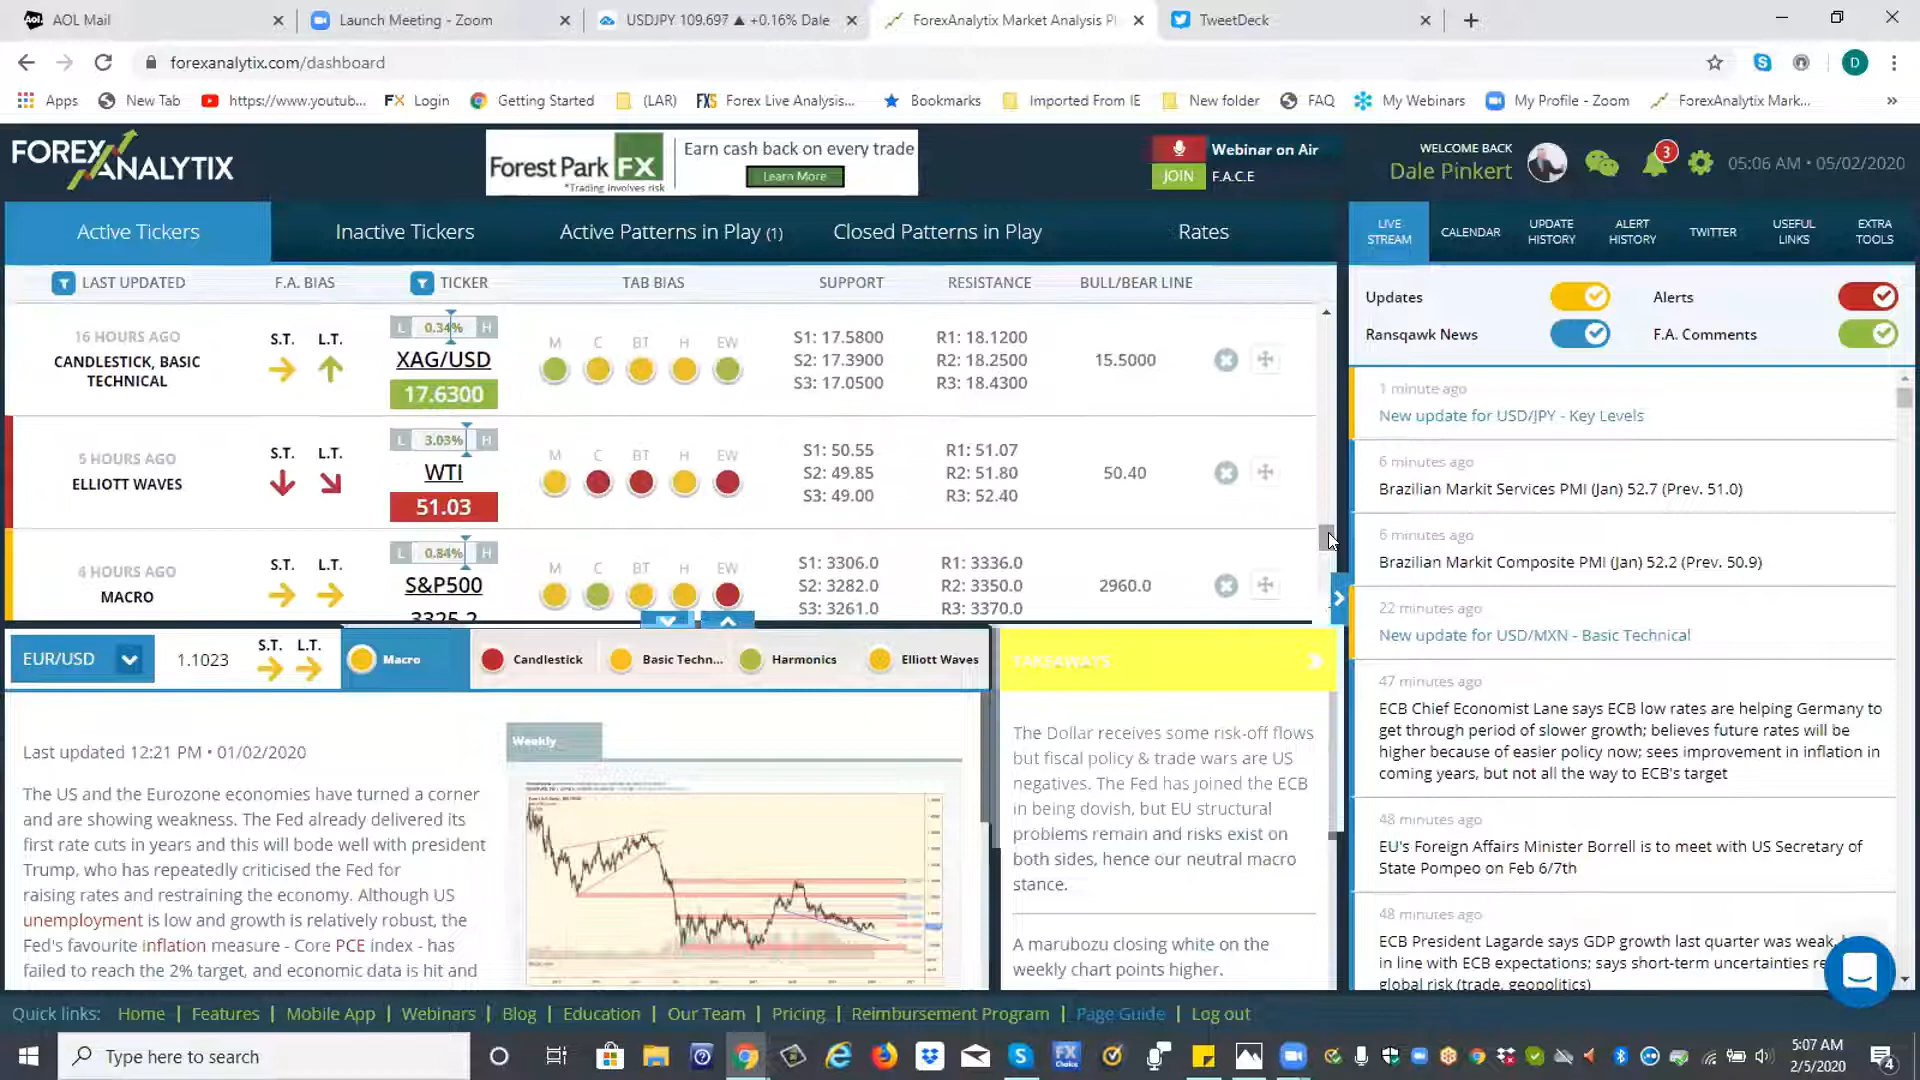 AOL Mail
Launch Meeting - Zoom
USDJPY 109.697 ▲ +0.16% Dale
ForexAnalytix Market Analysis Pl
TweetDeck
forexanalytix.com/dashboard
D
Apps
New Tab
https://www.youtub...
FX Login
Getting Started
(LAR)
FXS Forex Live Analysis...
Bookmarks
Imported From IE
New folder
FAQ
My Webinars
My Profile - Zoom
ForexAnalytix Mark...
»
FOREX
ANALYTIX
Forest Park FX
*Trading involves risk
Earn cash back on every trade
Learn More
Webinar on Air
JOIN F.A.C.E
WELCOME BACK
Dale Pinkert
3
05:06 AM • 05/02/2020
Active Tickers
Inactive Tickers
Active Patterns in Play (1)
Closed Patterns in Play
Rates
LIVE STREAM
CALENDAR
UPDATE HISTORY
ALERT HISTORY
TWITTER
USEFUL LINKS
EXTRA TOOLS
LAST UPDATED
F.A. BIAS
TICKER
TAB BIAS
SUPPORT
RESISTANCE
BULL/BEAR LINE
16 HOURS AGO
CANDLESTICK, BASIC
TECHNICAL
S.T. L.T.
L 0.34% H
XAG/USD
17.6300
M C BT H EW
S1: 17.5800
S2: 17.3900
S3: 17.0500
R1: 18.1200
R2: 18.2500
R3: 18.4300
15.5000
5 HOURS AGO
ELLIOTT WAVES
S.T. L.T.
L 3.03% H
WTI
51.03
M C BT H EW
S1: 50.55
S2: 49.85
S3: 49.00
R1: 51.07
R2: 51.80
R3: 52.40
50.40
4 HOURS AGO
MACRO
S.T. L.T.
L 0.84% H
S&P500
3325.2
M C BT H EW
S1: 3306.0
S2: 3282.0
S3: 3261.0
R1: 3336.0
R2: 3350.0
R3: 3370.0
2960.0
Updates
Alerts
Ransqawk News
F.A. Comments
1 minute ago
New update for USD/JPY - Key Levels
6 minutes ago
Brazilian Markit Services PMI (Jan) 52.7 (Prev. 51.0)
6 minutes ago
Brazilian Markit Composite PMI (Jan) 52.2 (Prev. 50.9)
22 minutes ago
New update for USD/MXN - Basic Technical
47 minutes ago
ECB Chief Economist Lane says ECB low rates are helping Germany to
get through period of slower growth; believes future rates will be
higher because of easier policy now; sees improvement in inflation in
coming years, but not all the way to ECB's target
48 minutes ago
EU's Foreign Affairs Minister Borrell is to meet with US Secretary of
State Pompeo on Feb 6/7th
48 minutes ago
ECB President Lagarde says GDP growth last quarter was weak,
in line with ECB expectations; says short-term uncertainties
global risk (trade, geopolitics)
EUR/USD
1.1023
S.T. L.T.
Macro
Candlestick
Basic Techn...
Harmonics
Elliott Waves
TAKEAWAYS
Last updated 12:21 PM • 01/02/2020
The US and the Eurozone economies have turned a corner
and are showing weakness. The Fed already delivered its
first rate cuts in years and this will bode well with president
Trump, who has repeatedly criticised the Fed for
raising rates and restraining the economy. Although US
unemployment is low and growth is relatively robust, the
Fed's favourite inflation measure - Core PCE index - has
failed to reach the 2% target, and economic data is hit and
Weekly
The Dollar receives some risk-off flows
but fiscal policy & trade wars are US
negatives. The Fed has joined the ECB
in being dovish, but EU structural
problems remain and risks exist on
both sides, hence our neutral macro
stance.
A marubozu closing white on the
weekly chart points higher.
Quick links: Home | Features | Mobile App | Webinars | Blog | Education | Our Team | Pricing | Reimbursement Program | Page Guide | Log out
Type here to search
FX
Choice
5:07 AM
2/5/2020
4